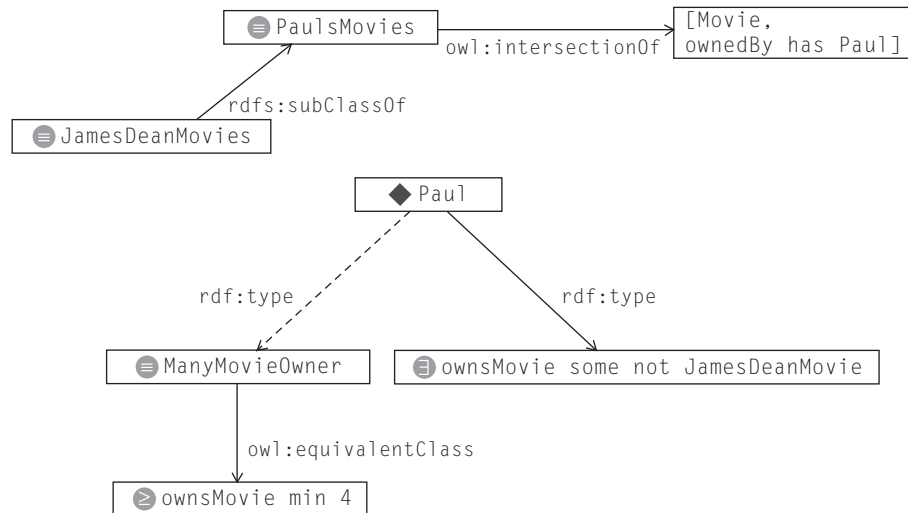 ≡ PaulsMovies
owl:intersectionOf
[Movie,
ownedBy has Paul]
rdfs:subClassOf
≡ JamesDeanMovies
◆ Paul
rdf:type
rdf:type
≡ ManyMovieOwner
∃ ownsMovie some not JamesDeanMovie
owl:equivalentClass
≥ ownsMovie min 4